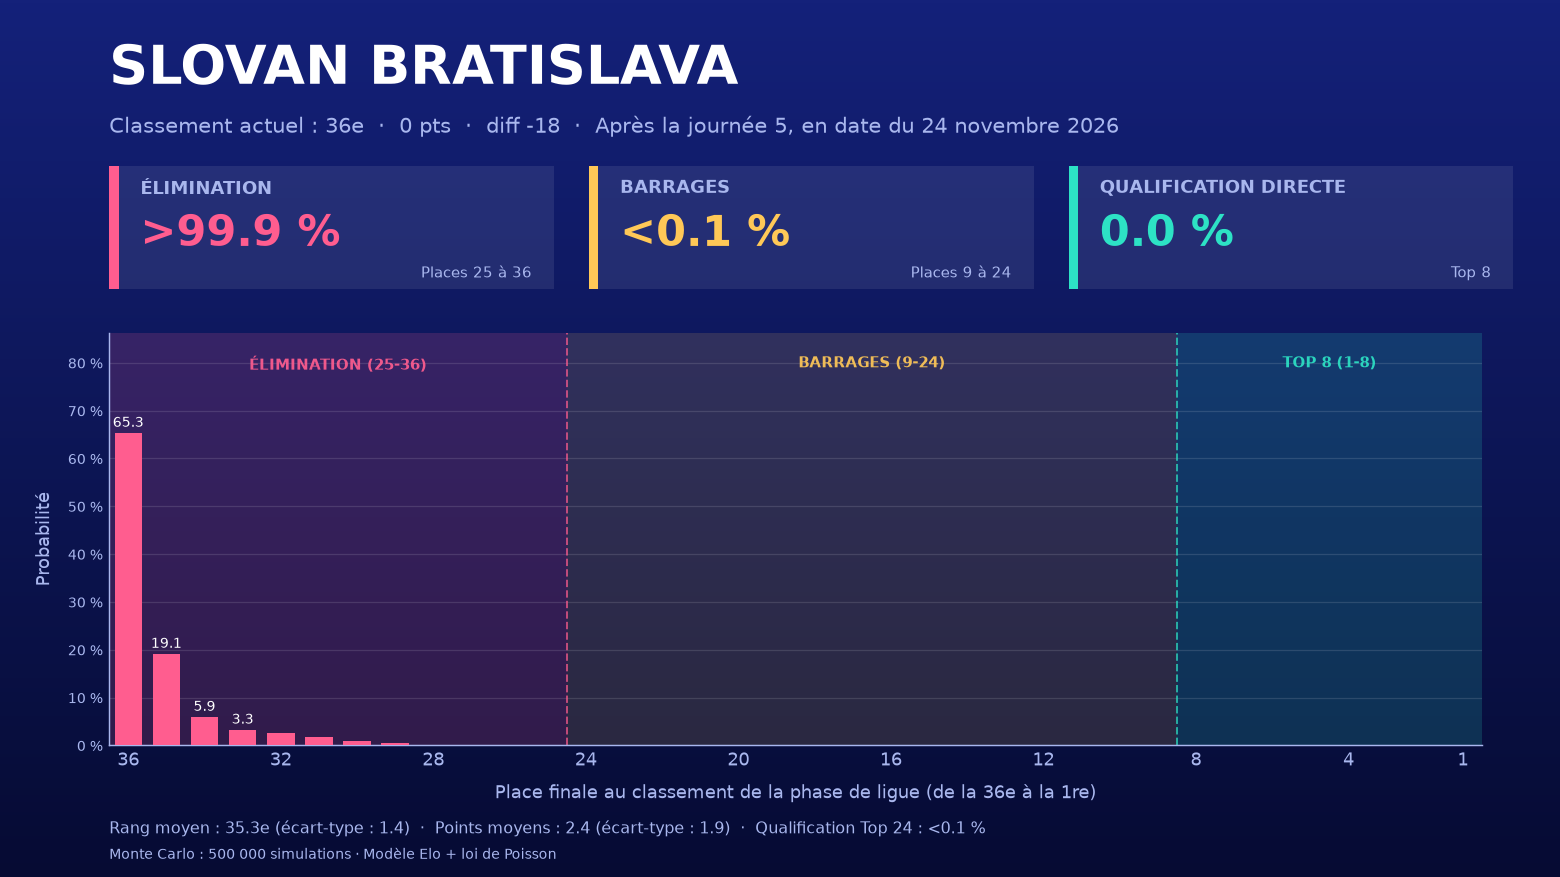 SLOVAN BRATISLAVA
Classement actuel : 36e · 0 pts · diff -18 · Après la journée 5, en date du 24 novembre 2026
ÉLIMINATION
>99.9 %
Places 25 à 36
BARRAGES
<0.1 %
Places 9 à 24
QUALIFICATION DIRECTE
0.0 %
Top 8
ÉLIMINATION (25-36)
BARRAGES (9-24)
TOP 8 (1-8)
80 %
70 %
60 %
50 %
40 %
30 %
20 %
10 %
0 %
Probabilité
65.3
19.1
5.9
3.3
36 32 28 24 20 16 12 8 4 1
Place finale au classement de la phase de ligue (de la 36e à la 1re)
Rang moyen : 35.3e (écart-type : 1.4) · Points moyens : 2.4 (écart-type : 1.9) · Qualification Top 24 : <0.1 %
Monte Carlo : 500 000 simulations · Modèle Elo + loi de Poisson